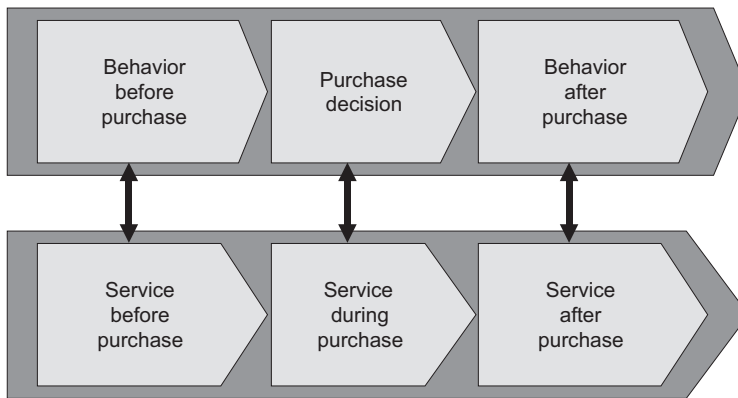 Behavior
before
purchase
Purchase
decision
Behavior
after
purchase
Service
before
purchase
Service
during
purchase
Service
after
purchase